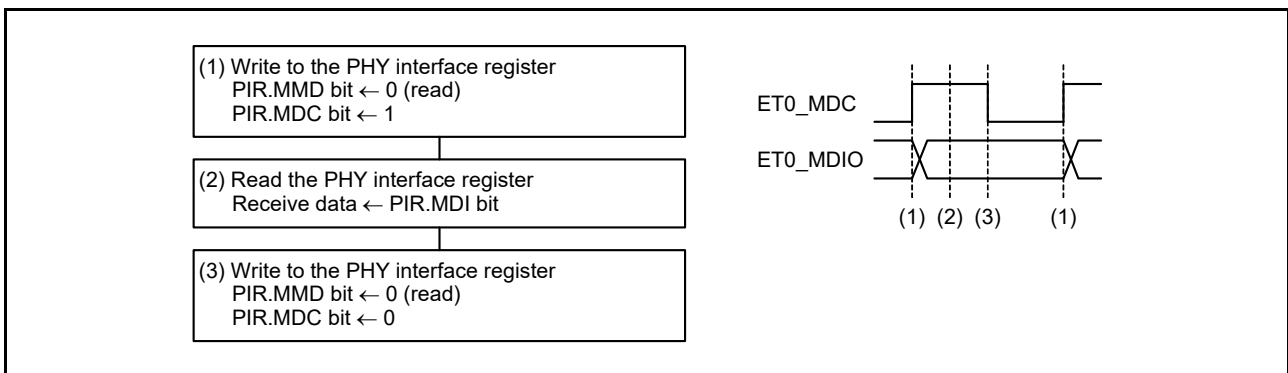 (1) Write to the PHY interface register
PIR.MMD bit ← 0 (read)
PIR.MDC bit ← 1
(2) Read the PHY interface register
Receive data ← PIR.MDI bit
(3) Write to the PHY interface register
PIR.MMD bit ← 0 (read)
PIR.MDC bit ← 0
ET0_MDC
ET0_MDIO
(1) (2) (3) (1)